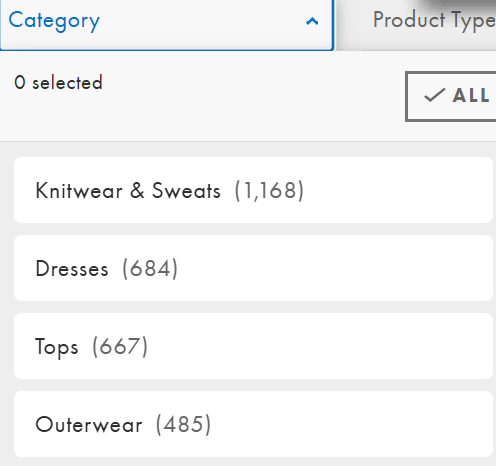 Category Product Type
0 selected
ALL
Knitwear & Sweats (1,168)
Dresses (684)
Tops (667)
Outerwear (485)